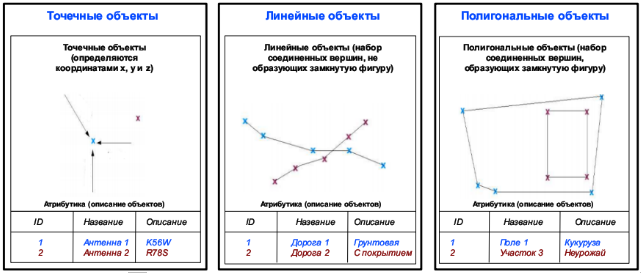 Точечные объекты
Точечные объекты
(определяются
координатами x, y и z)
Атрибутика (описание объектов)
ID Название Описание
1 Антенна 1 K56W
2 Антенна 2 R78S
Линейные объекты
Линейные объекты (набор
соединенных вершин, не
образующих замкнутую фигуру)
Атрибутика (описание объектов)
ID Название Описание
1 Дорога 1 Грунтовая
2 Дорога 2 С покрытием
Полигональные объекты
Полигональные объекты (набор
соединенных вершин,
образующих замкнутую фигуру)
Атрибутика (описание объектов)
ID Название Описание
1 Поле 1 Кукуруза
2 Участок 3 Неурожай